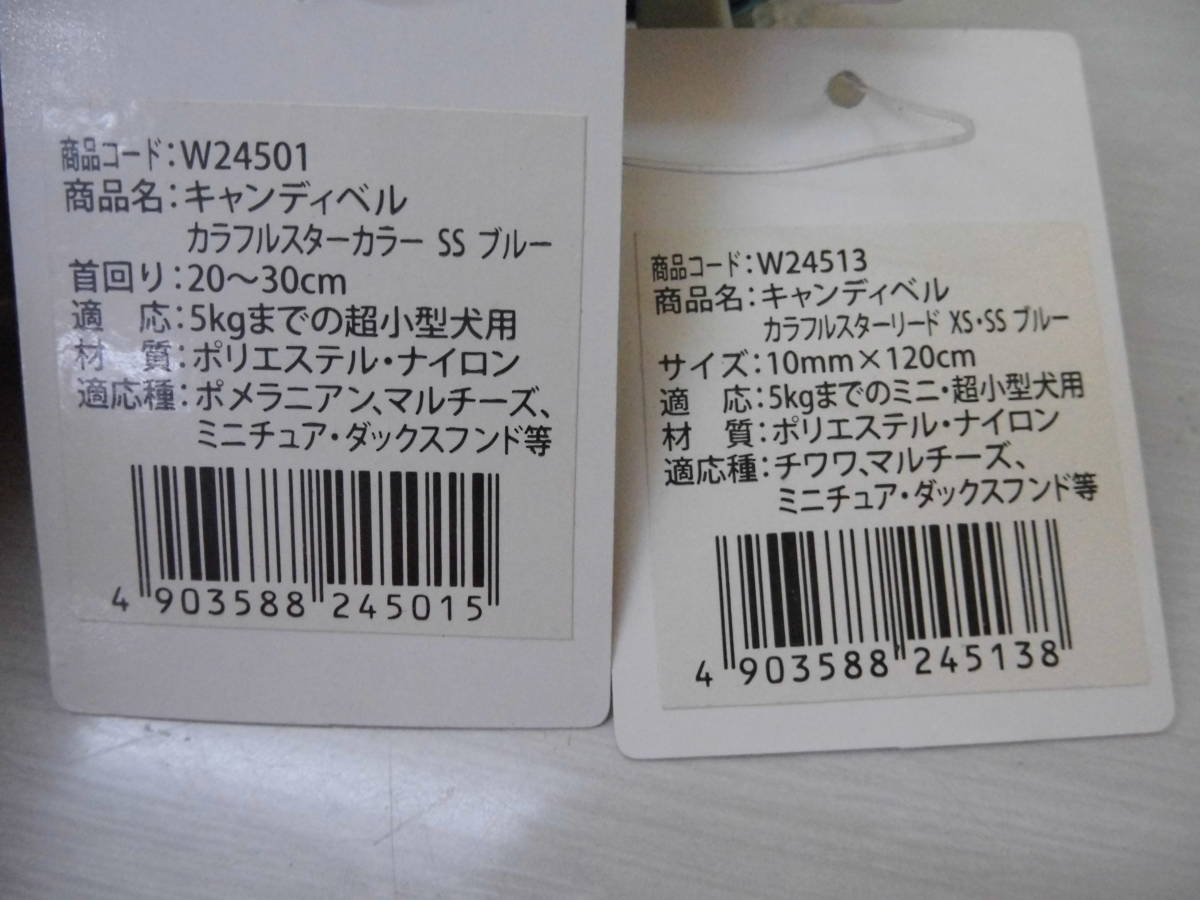 商品コード:W24501
商品名:キャンディベル
カラフルスターカラー SS ブルー
首回り:20～30cm
適　応:5kgまでの超小型犬用
材　質:ポリエステル・ナイロン
適応種:ポメラニアン、マルチーズ、
ミニチュア・ダックスフンド等
4 903588 245015
商品コード:W24513
商品名:キャンディベル
カラフルスターリード XS・SS ブルー
サイズ:10mm×120cm
適　応:5kgまでのミニ・超小型犬用
材　質:ポリエステル・ナイロン
適応種:チワワ、マルチーズ、
ミニチュア・ダックスフンド等
4 903588 245138